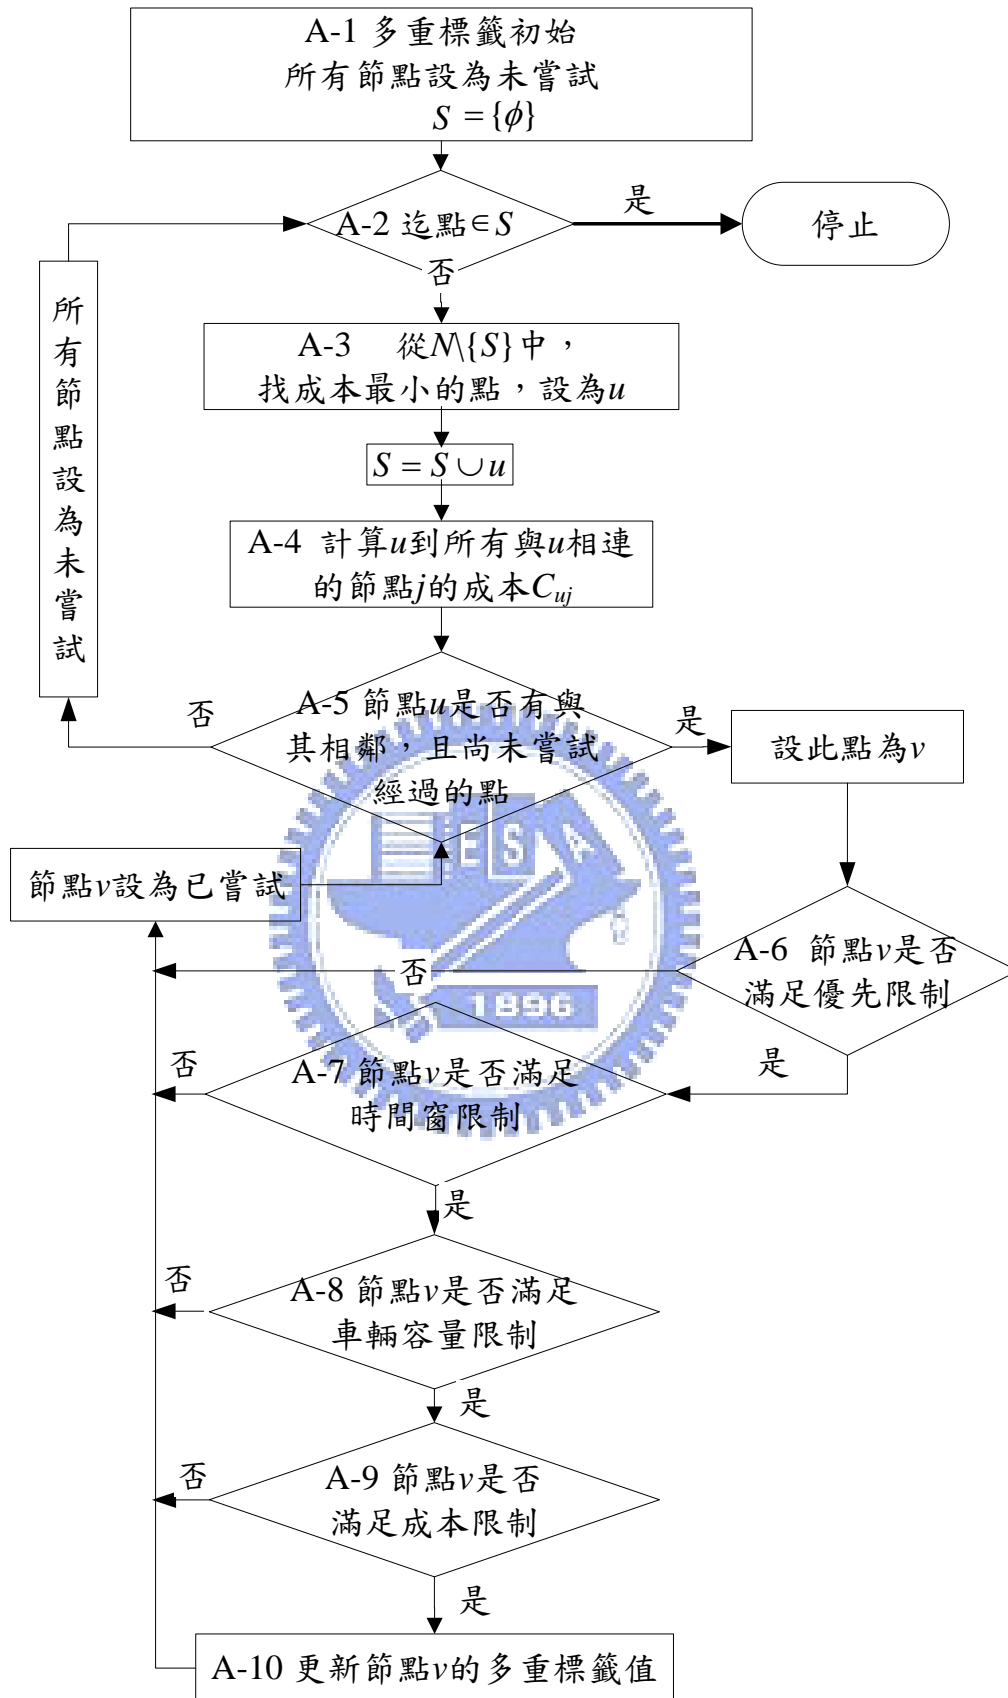 A-1 多重標籤初始
所有節點設為未嘗試
S = {ϕ}
A-2 迄點∈S
是
停止
否
所有節點設為未嘗試
A-3 從N\{S}中，
找成本最小的點，設為u
S = S ∪ u
A-4 計算u到所有與u相連
的節點j的成本Cuj
A-5 節點u是否有與
其相鄰，且尚未嘗試
經過的點
否
是
設此點為v
節點v設為已嘗試
A-6 節點v是否
滿足優先限制
否
是
A-7 節點v是否滿足
時間窗限制
否
是
A-8 節點v是否滿足
車輛容量限制
否
是
A-9 節點v是否
滿足成本限制
否
是
A-10 更新節點v的多重標籤值
E S A
1896